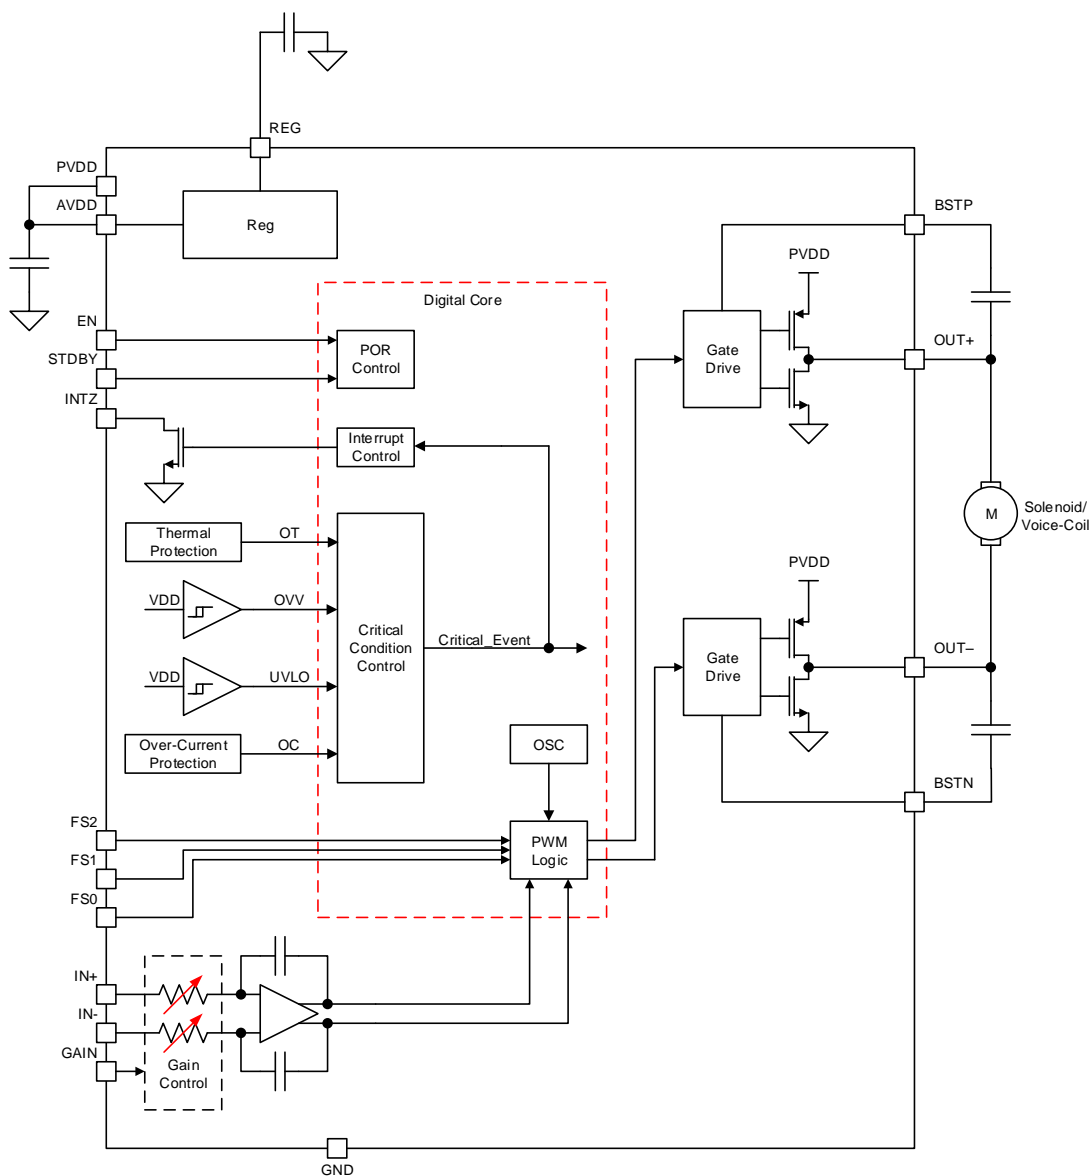 REG
PVDD
AVDD
Reg
BSTP
PVDD
Digital Core
EN
STDBY
INTZ
POR
Control
Gate
Drive
OUT+
Interrupt
Control
M
Solenoid/
Voice-Coil
Thermal
Protection
OT
PVDD
VDD
OVV
Critical
Condition
Control
Critical_Event
OUT–
Gate
Drive
VDD
UVLO
Over-Current
Protection
OC
OSC
BSTN
FS2
FS1
FS0
PWM
Logic
IN+
IN-
GAIN
Gain
Control
GND